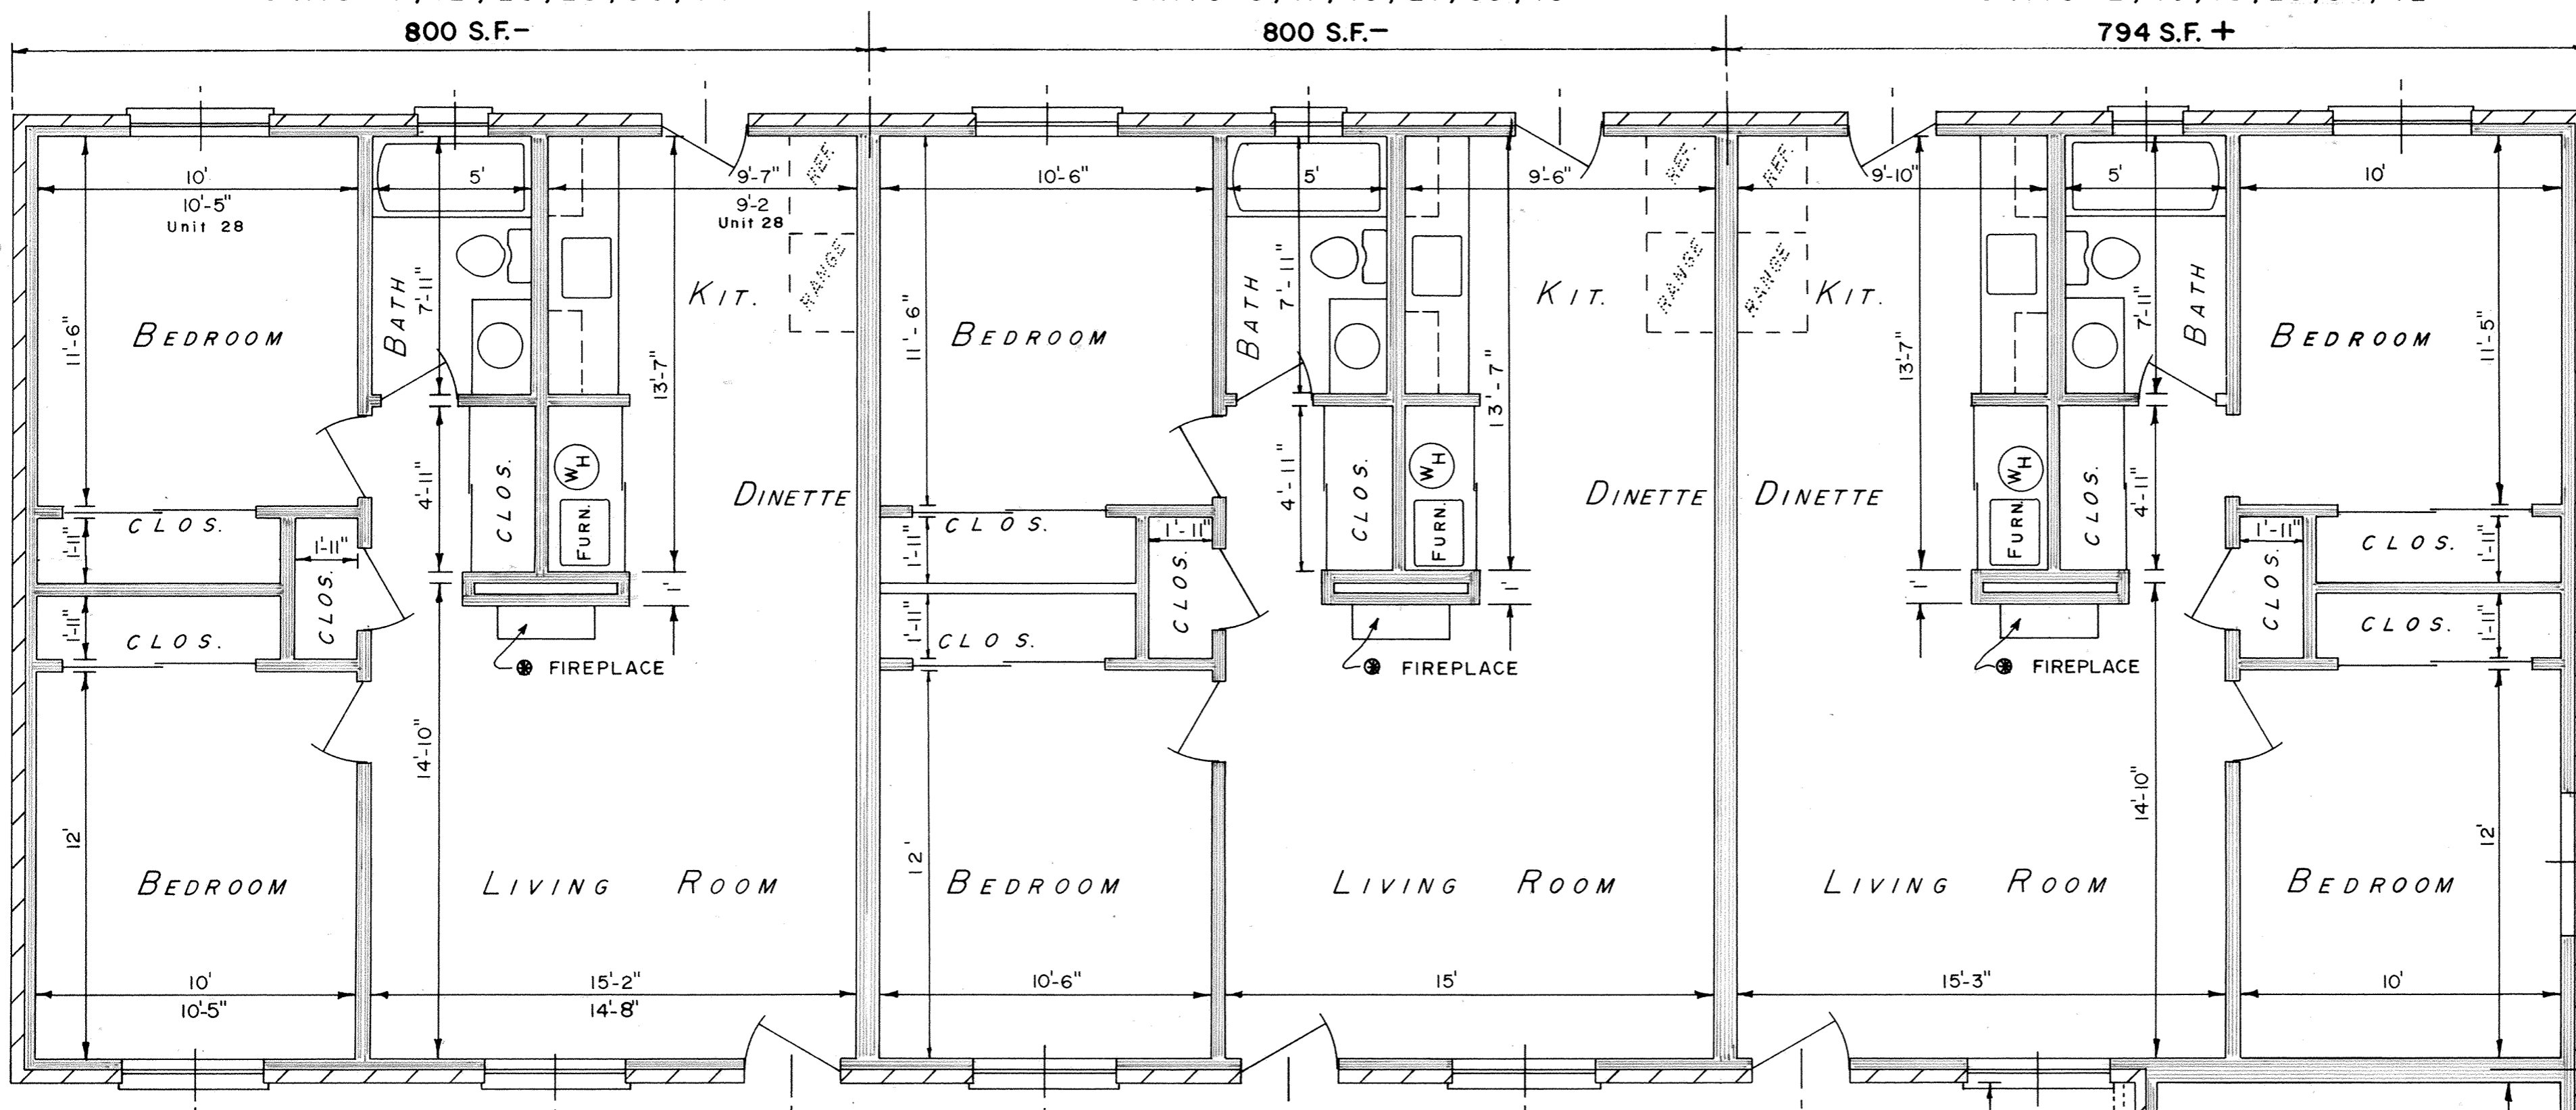 800 S.F.-
800 S.F.-
794 S.F. +
10'
10'-5"
Unit 28
5'
9'-7"
9'-2
Unit 28
REF.
10'-6"
5'
9'-6"
REF.
REF.
9'-10"
5'
10'
11'-6"
BEDROOM
BATH
7'-11"
KIT.
RANGE
13'-7"
11'-6"
BEDROOM
BATH
7'-11"
KIT.
RANGE
13'-7"
RANGE
KIT.
13'-7"
7'-11"
BATH
BEDROOM
11'-5"
4'-11"
CLOS.
WH
FURN.
DINETTE
4'-11"
CLOS.
WH
FURN.
DINETTE
DINETTE
WH
FURN.
CLOS.
4'-11"
CLOS.
1'-11"
1'-11"
CLOS.
1'-11"
CLOS.
1'
FIREPLACE
CLOS.
1'-11"
1'-11"
CLOS.
1'-11"
CLOS.
1'
FIREPLACE
1'
FIREPLACE
1'-11"
CLOS.
CLOS.
1'-11"
CLOS.
1'-11"
12'
14'-10"
12'
14'-10"
12'
BEDROOM
LIVING ROOM
BEDROOM
LIVING ROOM
LIVING ROOM
BEDROOM
10'
10'-5"
15'-2"
14'-8"
10'-6"
15'
15'-3"
10'